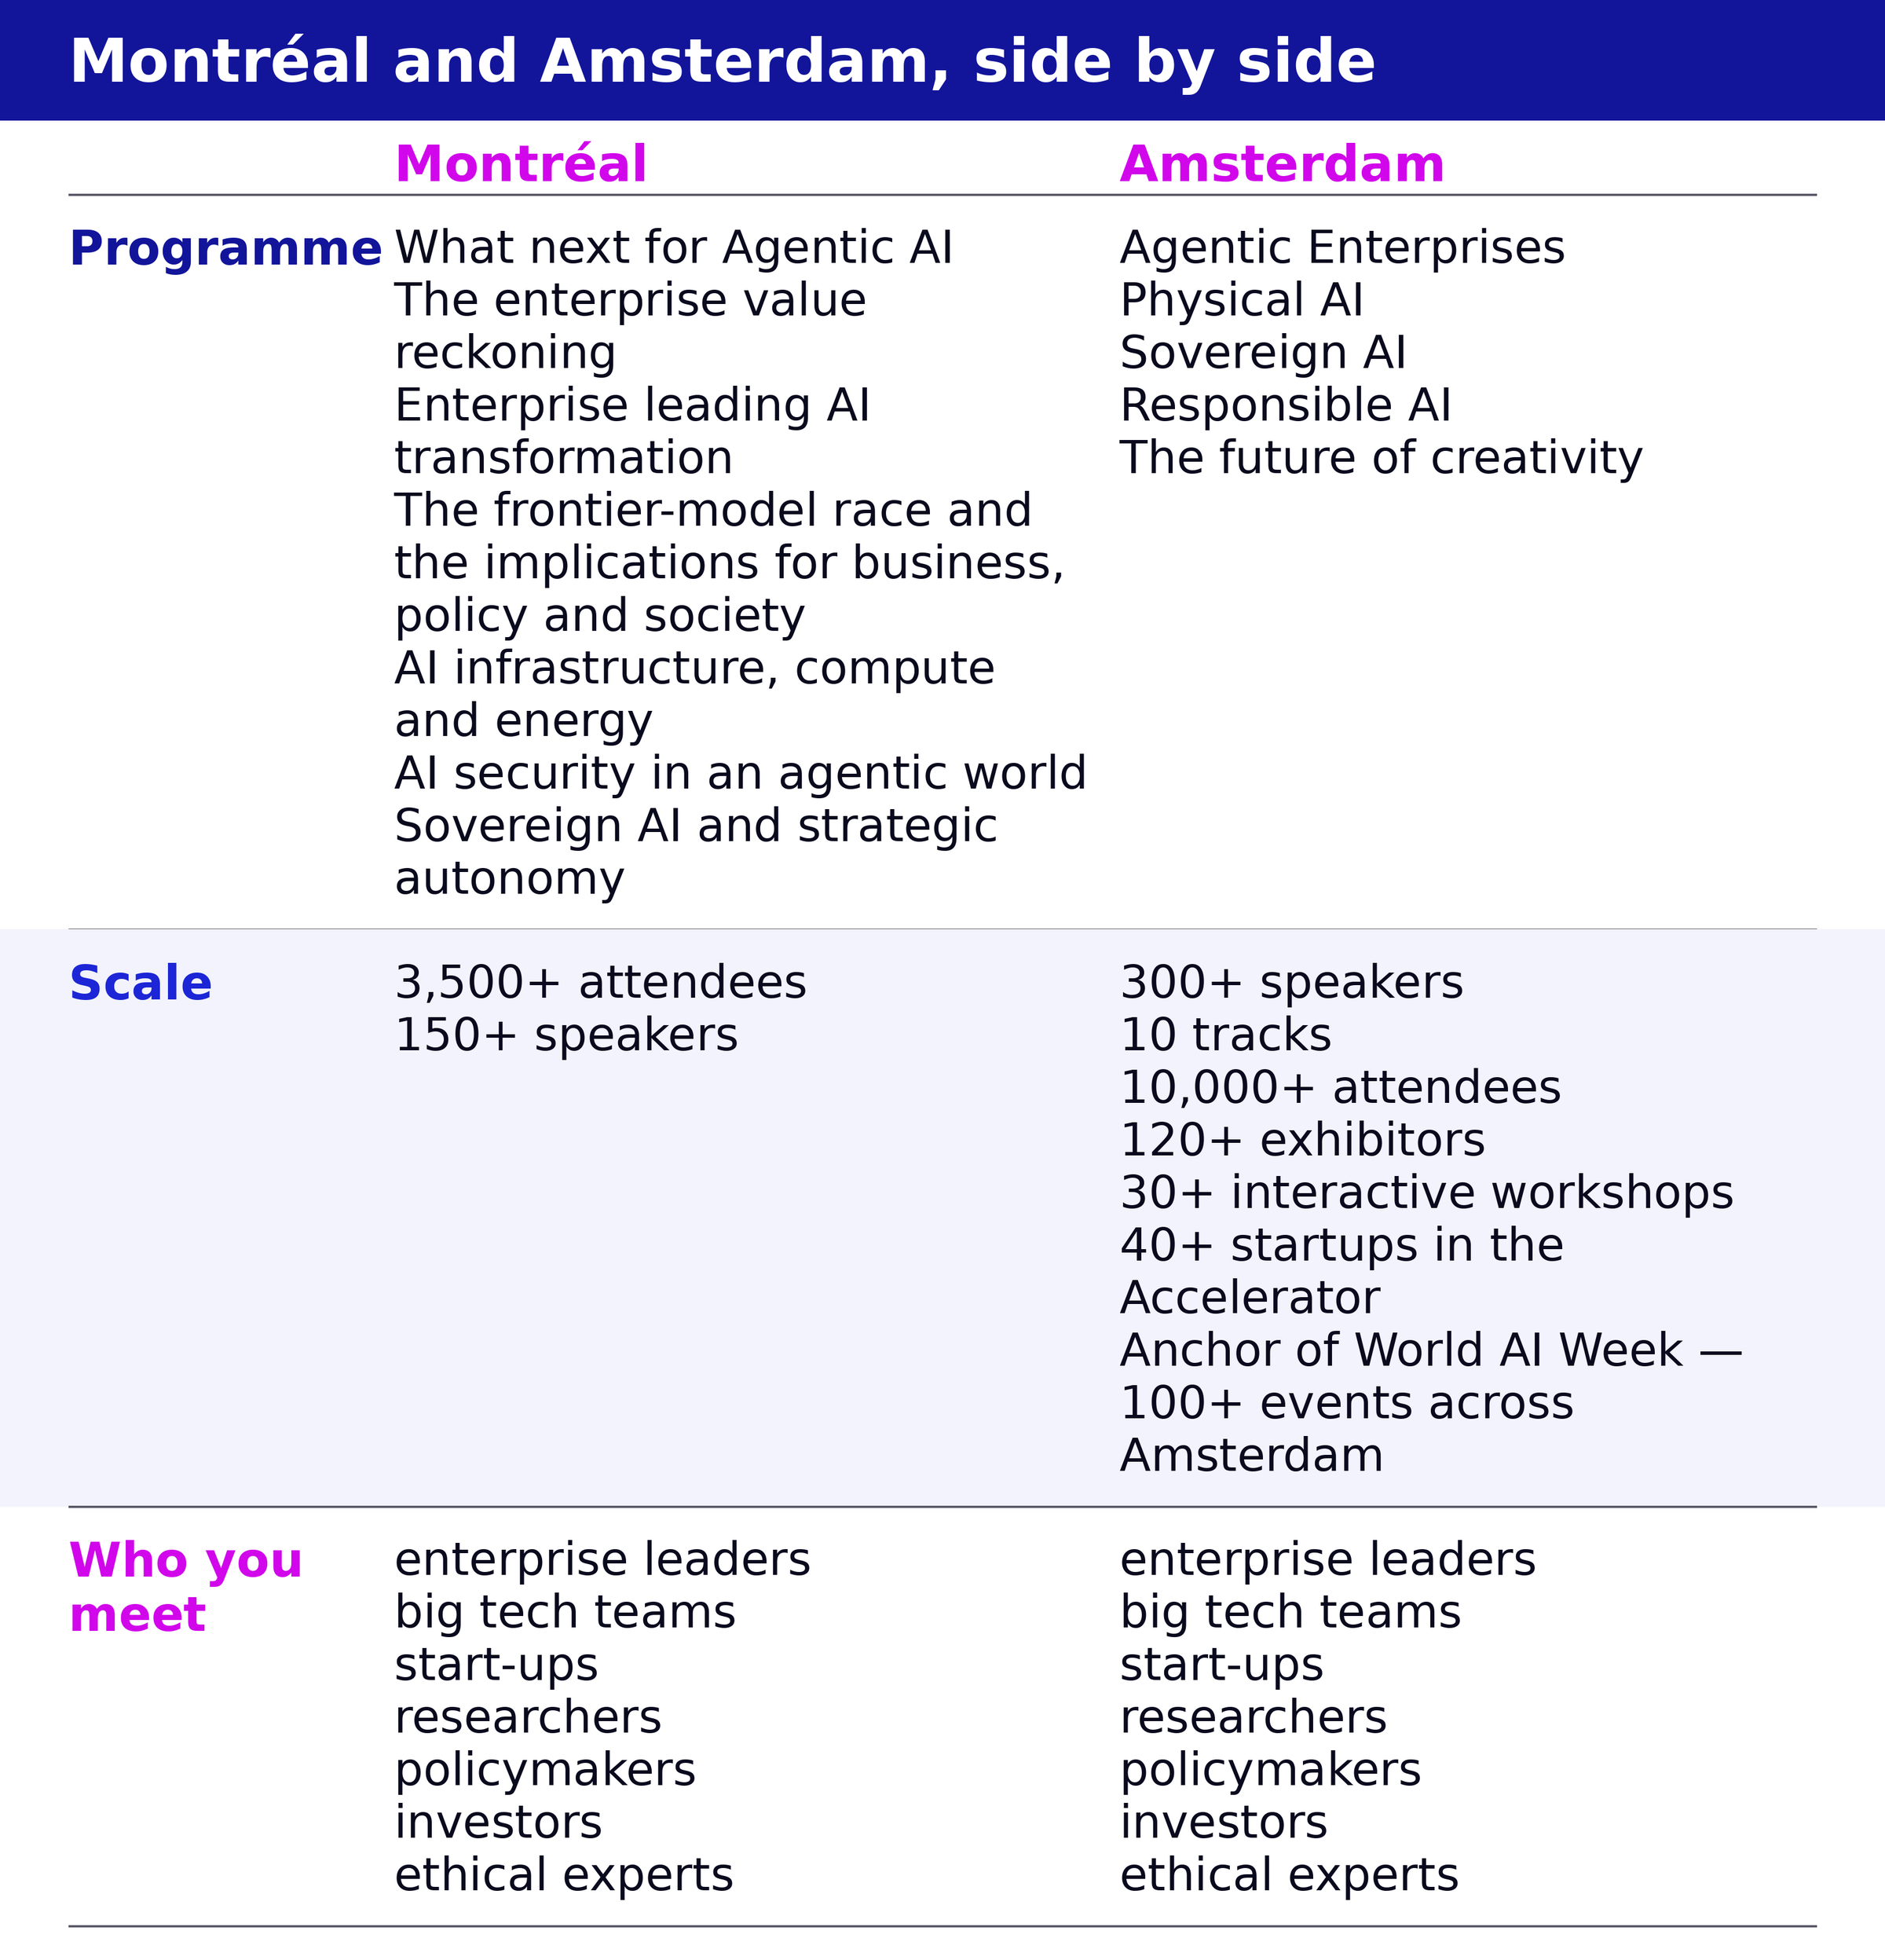 Montréal and Amsterdam, side by side
Montréal
Amsterdam
Programme
What next for Agentic AI
The enterprise value
reckoning
Enterprise leading AI
transformation
The frontier-model race and
the implications for business,
policy and society
AI infrastructure, compute
and energy
AI security in an agentic world
Sovereign AI and strategic
autonomy
Agentic Enterprises
Physical AI
Sovereign AI
Responsible AI
The future of creativity
Scale
3,500+ attendees
150+ speakers
300+ speakers
10 tracks
10,000+ attendees
120+ exhibitors
30+ interactive workshops
40+ startups in the
Accelerator
Anchor of World AI Week —
100+ events across
Amsterdam
Who you
meet
enterprise leaders
big tech teams
start-ups
researchers
policymakers
investors
ethical experts
enterprise leaders
big tech teams
start-ups
researchers
policymakers
investors
ethical experts